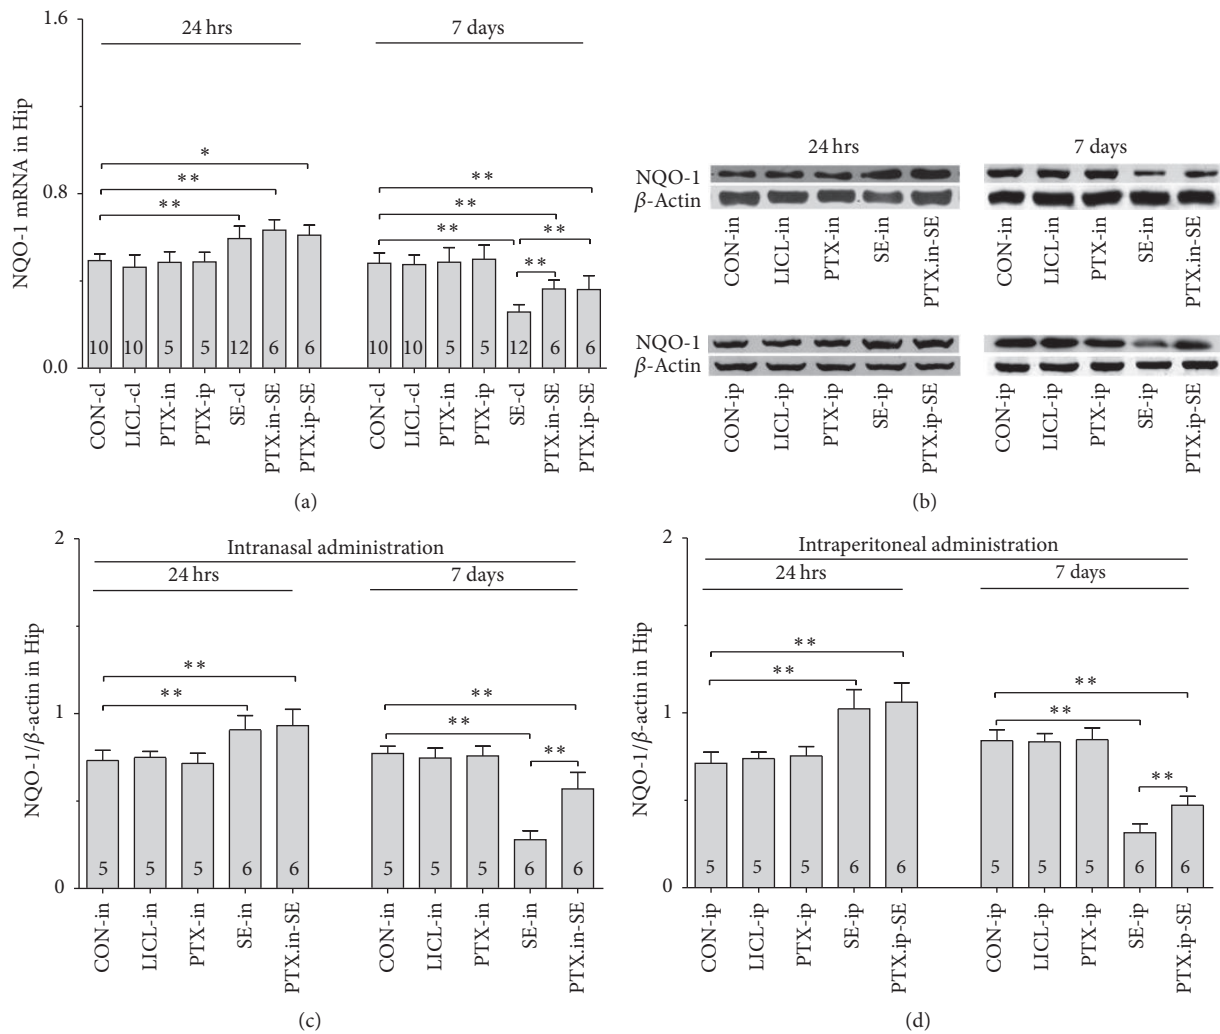 1.6
0.8
0.0
NQO-1 mRNA in Hip
24 hrs
7 days
*
**
**
**
**
**
**
**
10
10
5
5
12
6
6
10
10
5
5
12
6
6
CON-cl
LICL-cl
PTX-in
PTX-ip
SE-cl
PTX.in-SE
PTX.ip-SE
CON-cl
LICL-cl
PTX-in
PTX-ip
SE-cl
PTX.in-SE
PTX.ip-SE
(a)
24 hrs
7 days
NQO-1
β-Actin
CON-in
LICL-in
PTX-in
SE-in
PTX.in-SE
CON-in
LICL-in
PTX-in
SE-in
PTX.in-SE
NQO-1
β-Actin
CON-ip
LICL-ip
PTX-ip
SE-ip
PTX.ip-SE
CON-ip
LICL-ip
PTX-ip
SE-ip
PTX.ip-SE
(b)
2
1
0
NQO-1/β-actin in Hip
Intranasal administration
24 hrs
7 days
**
**
**
**
**
5
5
5
6
6
5
5
5
6
6
CON-in
LICL-in
PTX-in
SE-in
PTX.in-SE
CON-in
LICL-in
PTX-in
SE-in
PTX.in-SE
(c)
2
1
0
NQO-1/β-actin in Hip
Intraperitoneal administration
24 hrs
7 days
**
**
**
**
**
5
5
5
6
6
5
5
5
6
6
CON-ip
LICL-ip
PTX-ip
SE-ip
PTX.ip-SE
CON-ip
LICL-ip
PTX-ip
SE-ip
PTX.ip-SE
(d)